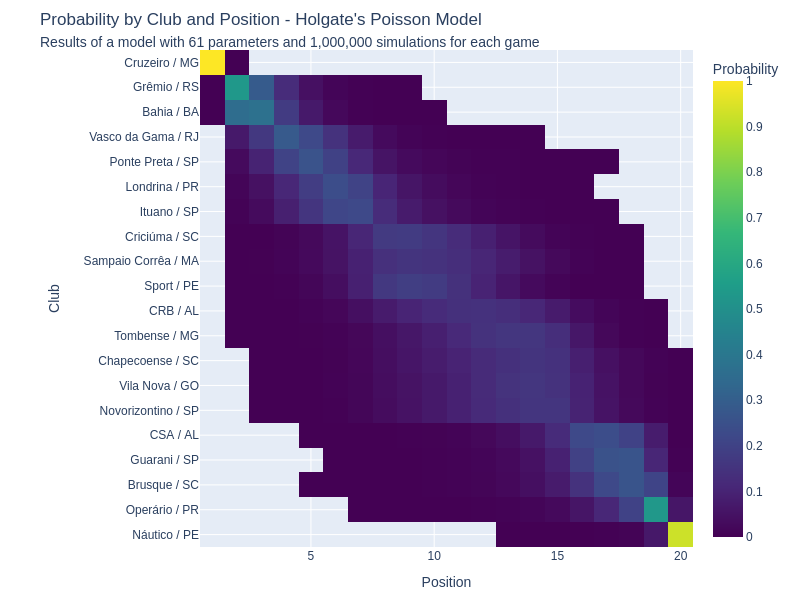 Probability by Club and Position - Holgate's Poisson Model
Results of a model with 61 parameters and 1,000,000 simulations for each game
Probability
Club
Cruzeiro / MG
Grêmio / RS
Bahia / BA
Vasco da Gama / RJ
Ponte Preta / SP
Londrina / PR
Ituano / SP
Criciúma / SC
Sampaio Corrêa / MA
Sport / PE
CRB / AL
Tombense / MG
Chapecoense / SC
Vila Nova / GO
Novorizontino / SP
CSA / AL
Guarani / SP
Brusque / SC
Operário / PR
Náutico / PE
5 10 15 20
Position
1
0.9
0.8
0.7
0.6
0.5
0.4
0.3
0.2
0.1
0